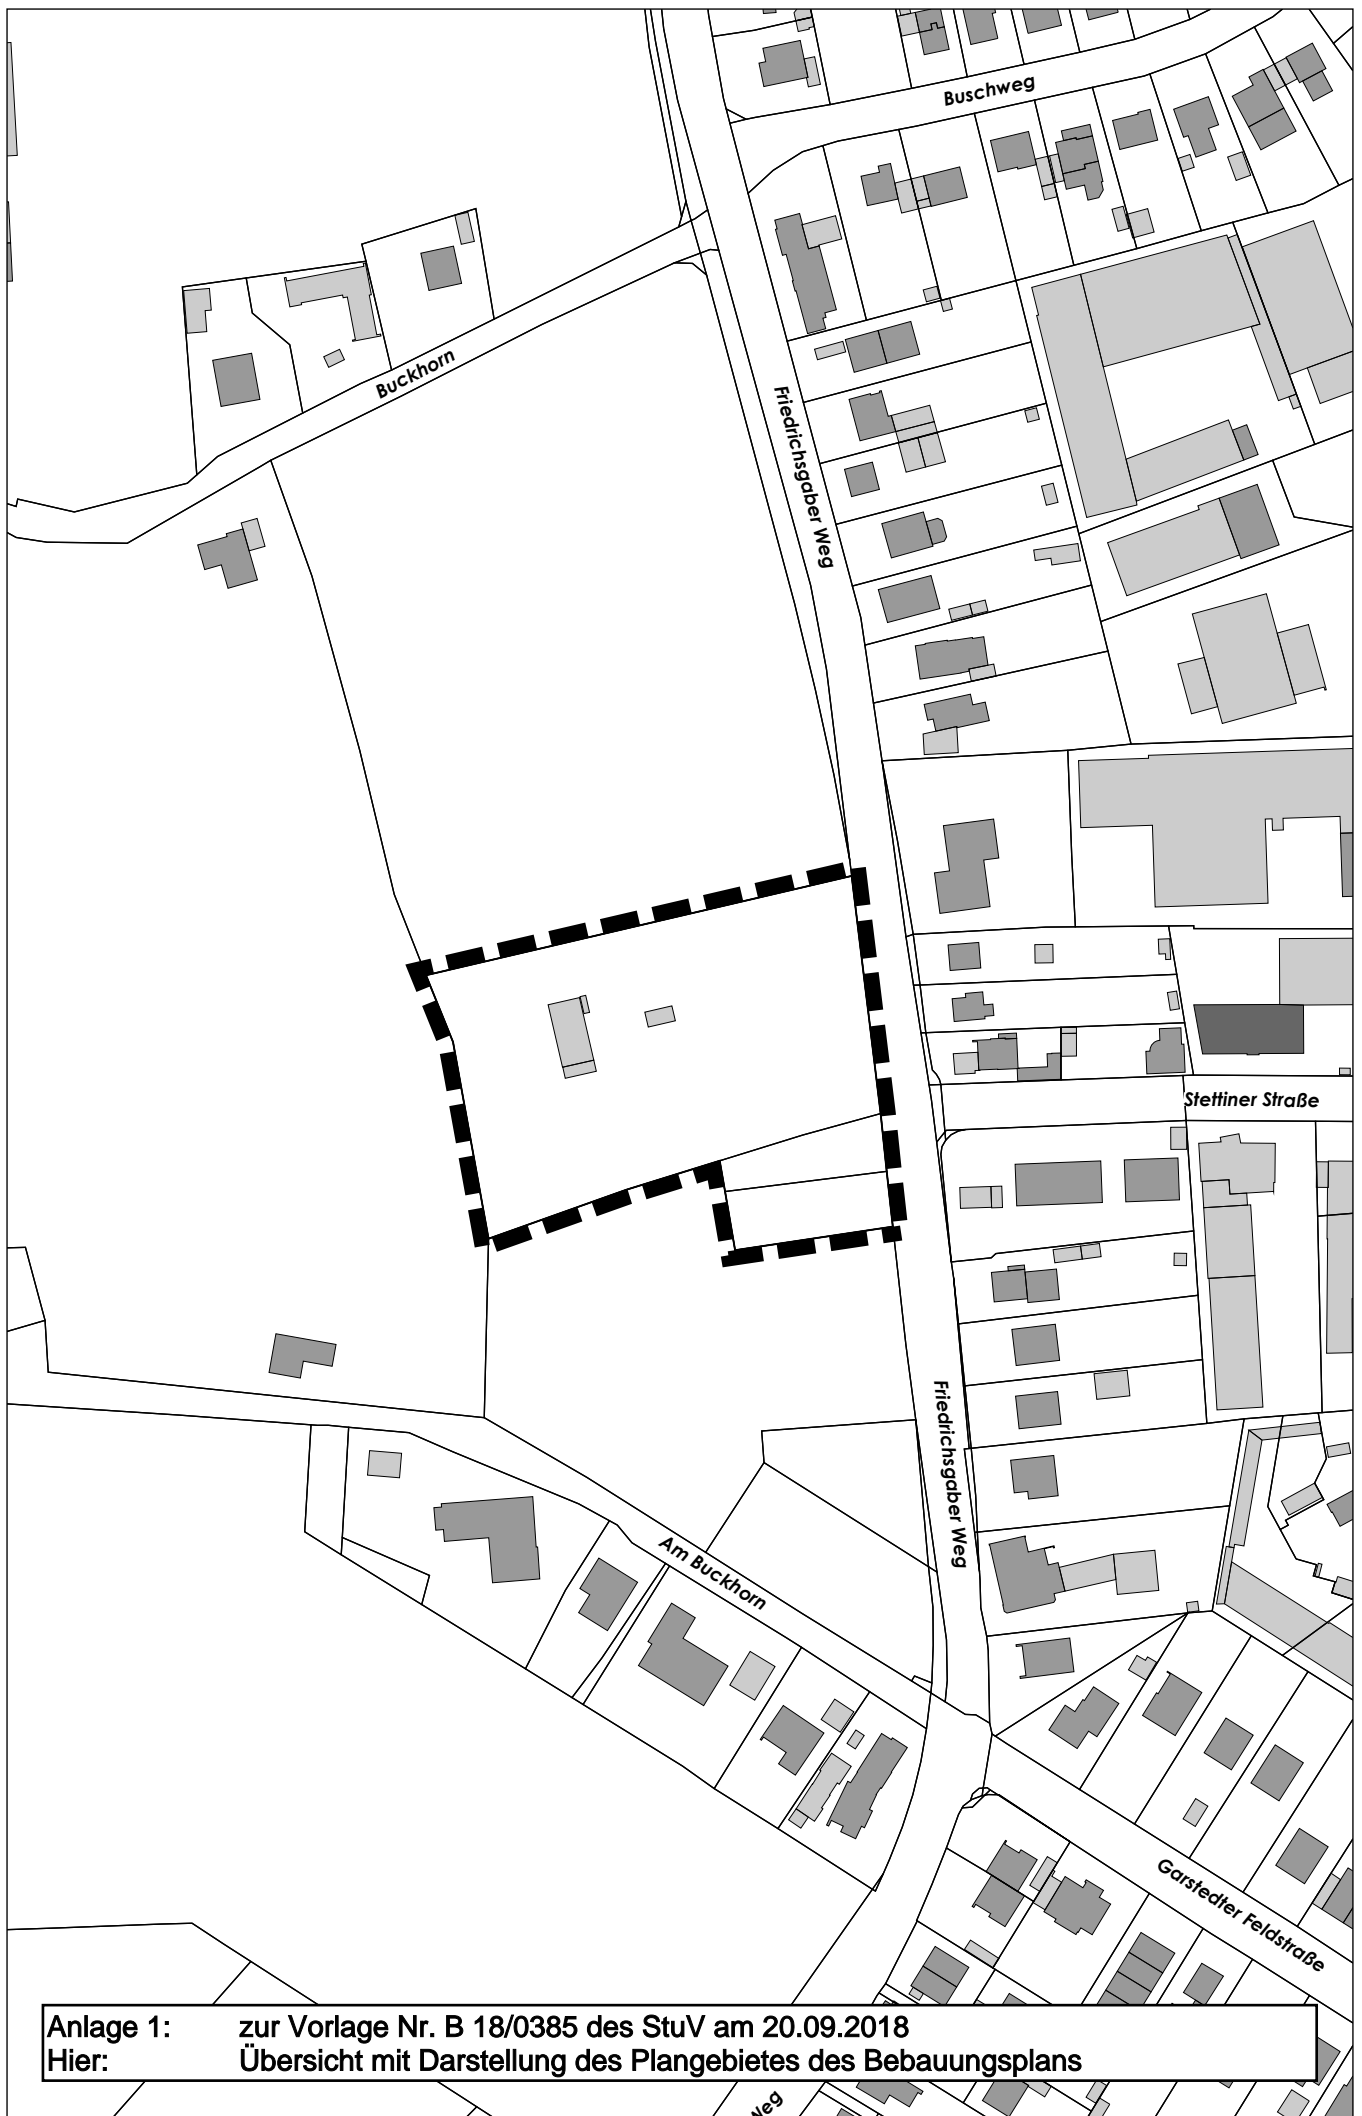 Buschweg
Buckhorn
Friedrichsgaber Weg
Stettiner Straße
Friedrichsgaber Weg
Am Buckhorn
Garstedter Feldstraße
Anlage 1: zur Vorlage Nr. B 18/0385 des StuV am 20.09.2018
Hier: Übersicht mit Darstellung des Plangebietes des Bebauungsplans
Weg